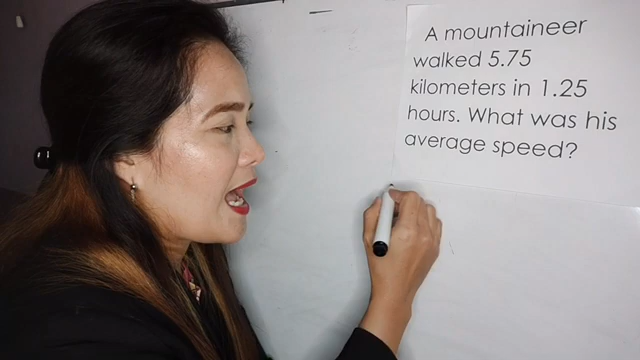 A mountaineer
walked 5.75
kilometers in 1.25
hours. What was his
average speed?